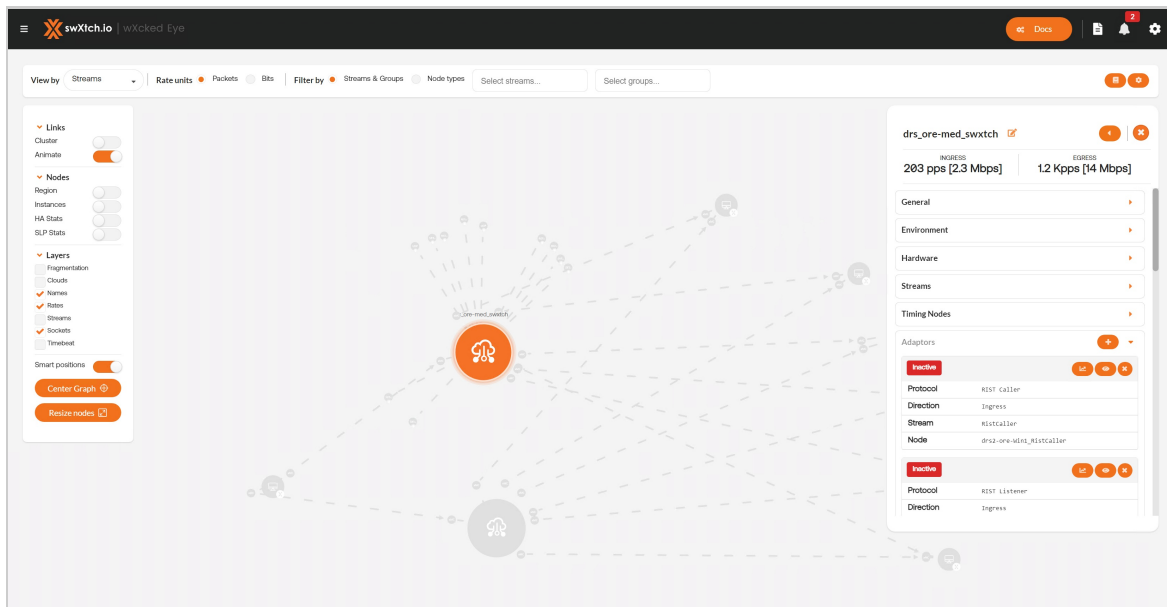 swXtch.io | wXcked Eye
Docs
2
View by Streams Rate units Packets Bits Filter by Streams & Groups Node types Select streams... Select groups...
Links
Cluster
Animate
Nodes
Region
Instances
HA Stats
SLP Stats
Layers
Fragmentation
Clouds
Names
Rates
Streams
Sockets
Timebeat
Smart positions
Center Graph
Resize nodes
_ore-med_swxtch
drs_ore-med_swxtch
INGRESS EGRESS
203 pps [2.3 Mbps] 1.2 Kpps [14 Mbps]
General
Environment
Hardware
Streams
Timing Nodes
Adaptors
Inactive
Protocol RIST Caller
Direction Ingress
Stream RistCaller
Node drs2-ore-Win1_RistCaller
Inactive
Protocol RIST Listener
Direction Ingress